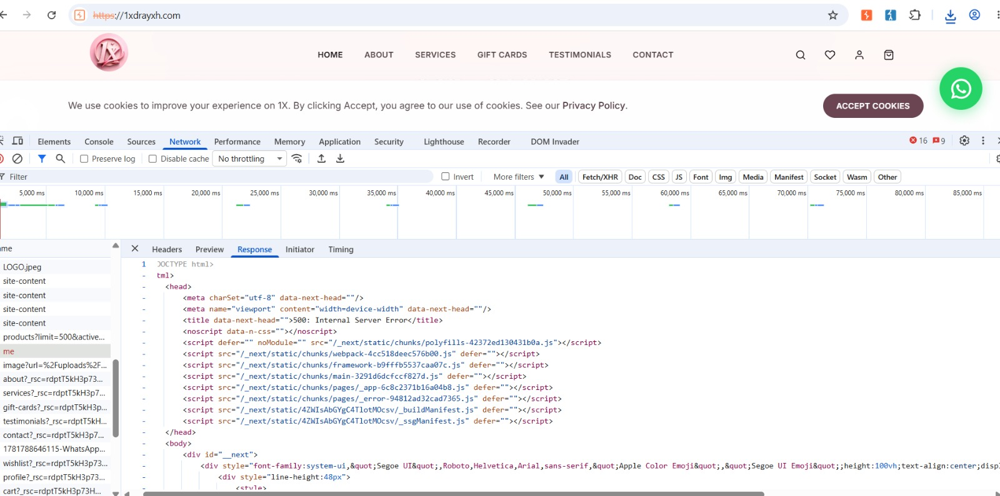 https://1xdrayxh.com
1X
HOME ABOUT SERVICES GIFT CARDS TESTIMONIALS CONTACT
We use cookies to improve your experience on 1X. By clicking Accept, you agree to our use of cookies. See our Privacy Policy.
ACCEPT COOKIES
Elements Console Sources Network Performance Memory Application Security Lighthouse Recorder DOM Invader 16 9
Preserve log Disable cache No throttling
Filter Invert More filters All Fetch/XHR Doc CSS JS Font Img Media Manifest Socket Wasm Other
5,000 ms 10,000 ms 15,000 ms 20,000 ms 25,000 ms 30,000 ms 35,000 ms 40,000 ms 45,000 ms 50,000 ms 55,000 ms 60,000 ms 65,000 ms 70,000 ms 75,000 ms 80,000 ms 85,000 ms
ame
LOGO.jpeg
site-content
site-content
site-content
site-content
products?limit=500&active...
me
image?url=%2Fuploads%2F...
about?_rsc=rdptT5kH3p73...
services?_rsc=rdptT5kH3p7...
gift-cards?_rsc=rdptT5kH3p...
testimonials?_rsc=rdptT5kH...
contact?_rsc=rdptT5kH3p7...
1781788646115-WhatsApp...
wishlist?_rsc=rdptT5kH3p73...
profile?_rsc=rdptT5kH3p73...
cart?_rsc=rdptT5kH3p73H...
Headers Preview Response Initiator Timing
1 DOCTYPE html>
- tml>
- <head>
- <meta charSet="utf-8" data-next-head=""/>
- <meta name="viewport" content="width=device-width" data-next-head=""/>
- <title data-next-head="">500: Internal Server Error</title>
- <noscript data-n-css=""></noscript>
- <script defer="" noModule="" src="/_next/static/chunks/polyfills-42372ed130431b0a.js"></script>
- <script src="/_next/static/chunks/webpack-4cc518deec576b00.js" defer=""></script>
- <script src="/_next/static/chunks/framework-b9fffb5537caa07c.js" defer=""></script>
- <script src="/_next/static/chunks/main-3291d6dcfccf827d.js" defer=""></script>
- <script src="/_next/static/chunks/pages/_app-6c8c2371b16a04b8.js" defer=""></script>
- <script src="/_next/static/chunks/pages/_error-94812ad32cad7365.js" defer=""></script>
- <script src="/_next/static/4ZWIsAbGYgC4TlotMOcsv/_buildManifest.js" defer=""></script>
- <script src="/_next/static/4ZWIsAbGYgC4TlotMOcsv/_ssgManifest.js" defer=""></script>
- </head>
- <body>
- <div id="__next">
- <div style="font-family:system-ui,&quot;Segoe UI&quot;,Roboto,Helvetica,Arial,sans-serif,&quot;Apple Color Emoji&quot;,&quot;Segoe UI Emoji&quot;;height:100vh;text-align:center;displ
- <div style="line-height:48px">
- <style>